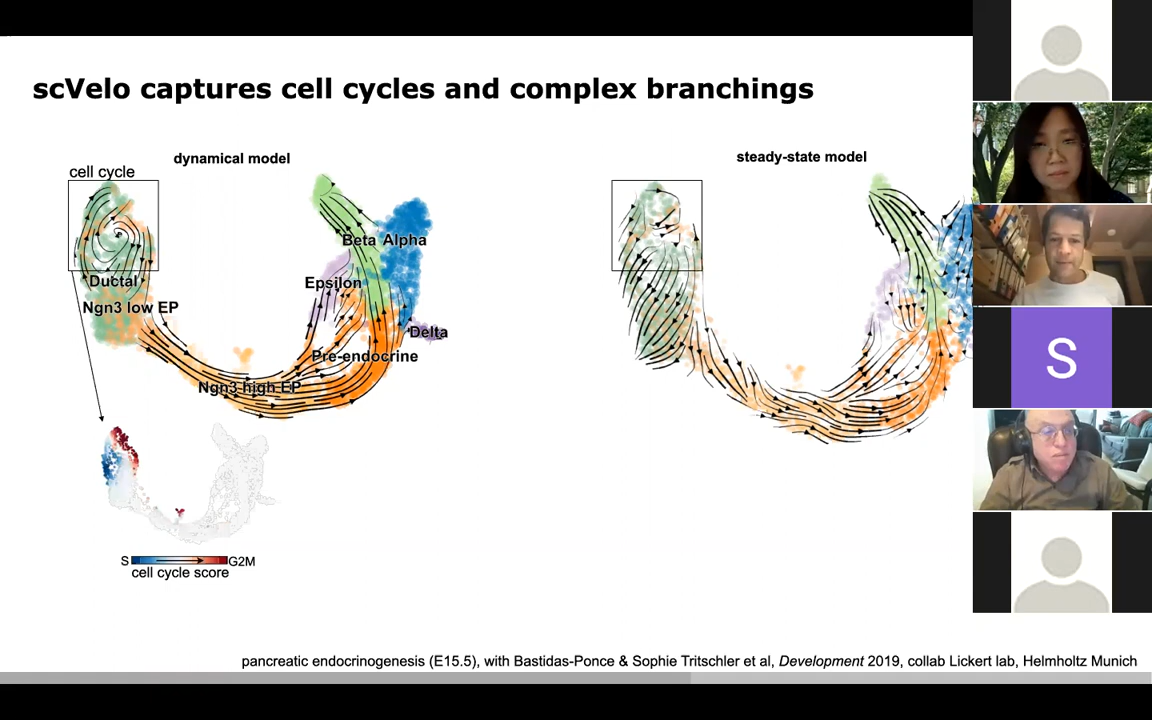 scVelo captures cell cycles and complex branchings
dynamical model
steady-state model
cell cycle
Beta Alpha
Epsilon
Ductal
Ngn3 low EP
Delta
Pre-endocrine
Ngn3 high EP
S
S G2M
cell cycle score
pancreatic endocrinogenesis (E15.5), with Bastidas-Ponce & Sophie Tritschler et al, Development 2019, collab Lickert lab, Helmholtz Munich